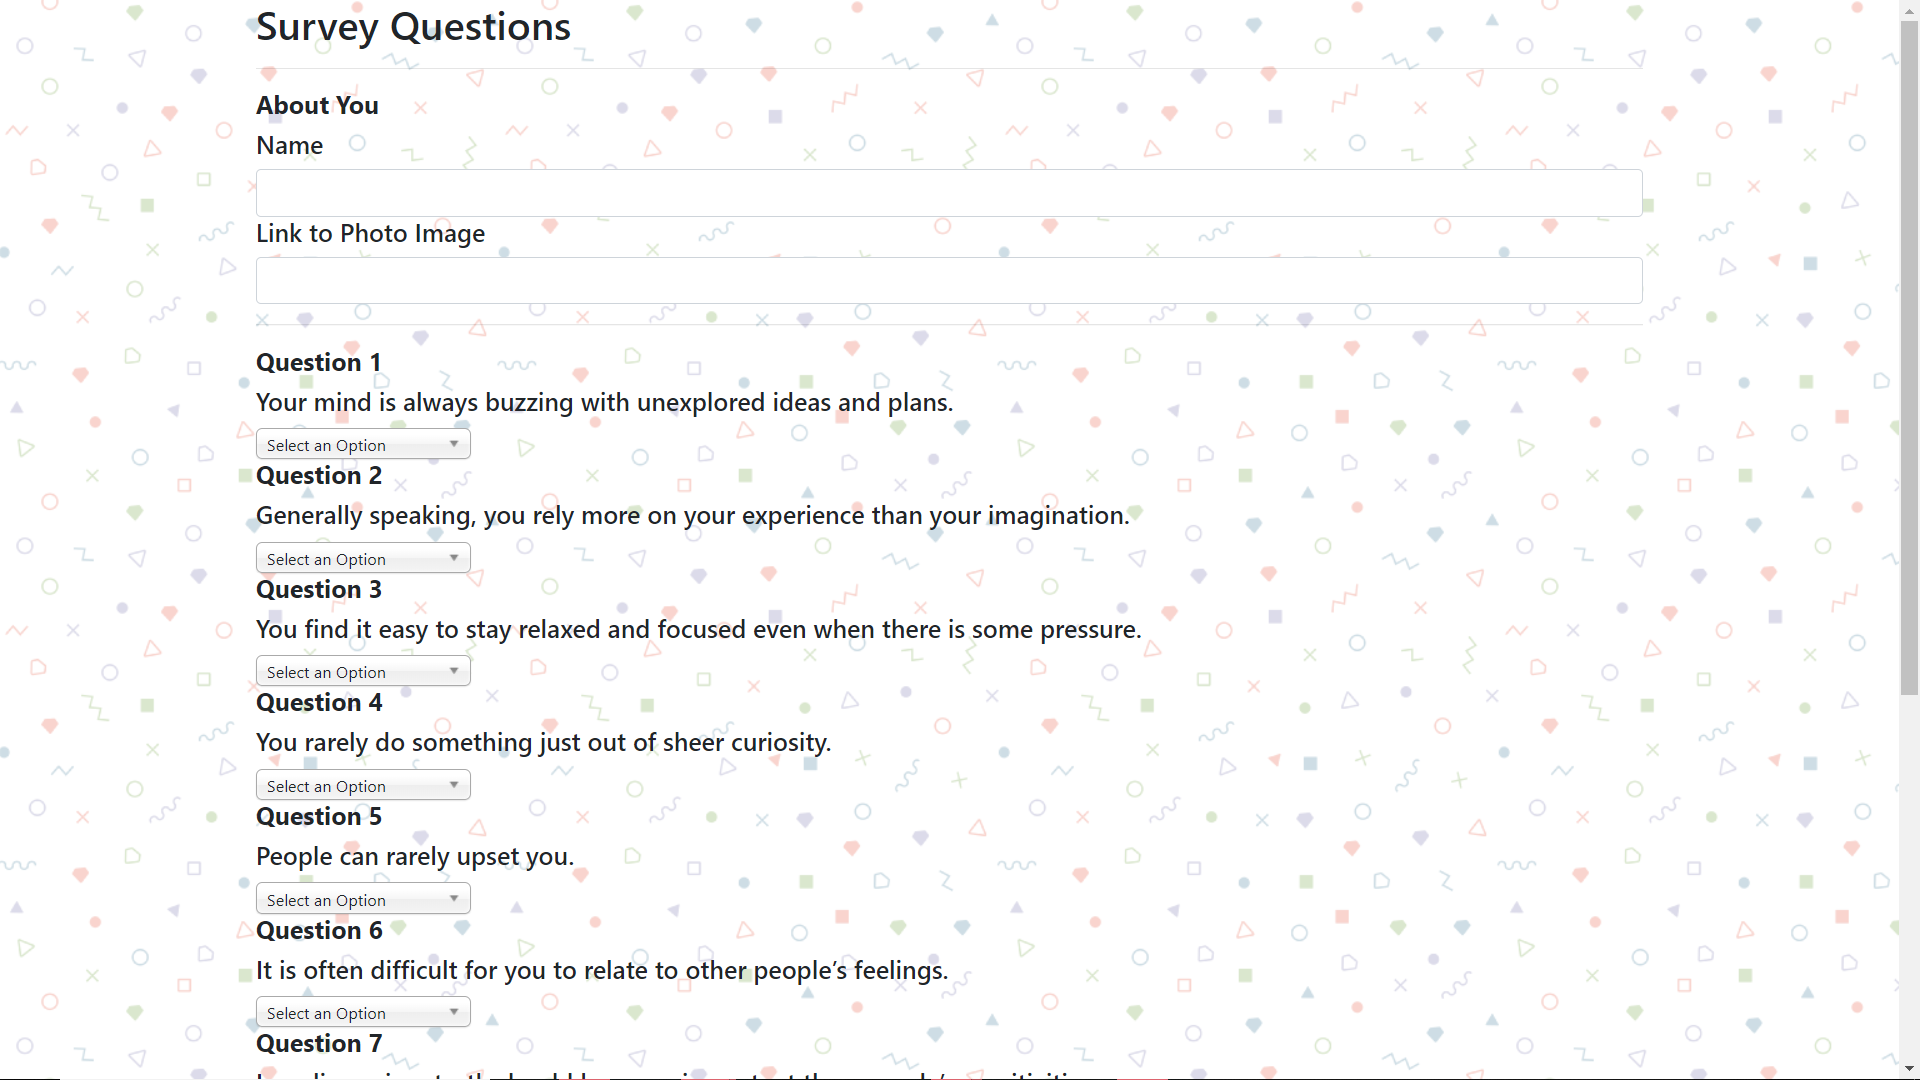 Survey Questions
About You
Name
Link to Photo Image
Question 1
Your mind is always buzzing with unexplored ideas and plans.
Select an Option
Question 2
Generally speaking, you rely more on your experience than your imagination.
Select an Option
Question 3
You find it easy to stay relaxed and focused even when there is some pressure.
Select an Option
Question 4
You rarely do something just out of sheer curiosity.
Select an Option
Question 5
People can rarely upset you.
Select an Option
Question 6
It is often difficult for you to relate to other people’s feelings.
Select an Option
Question 7